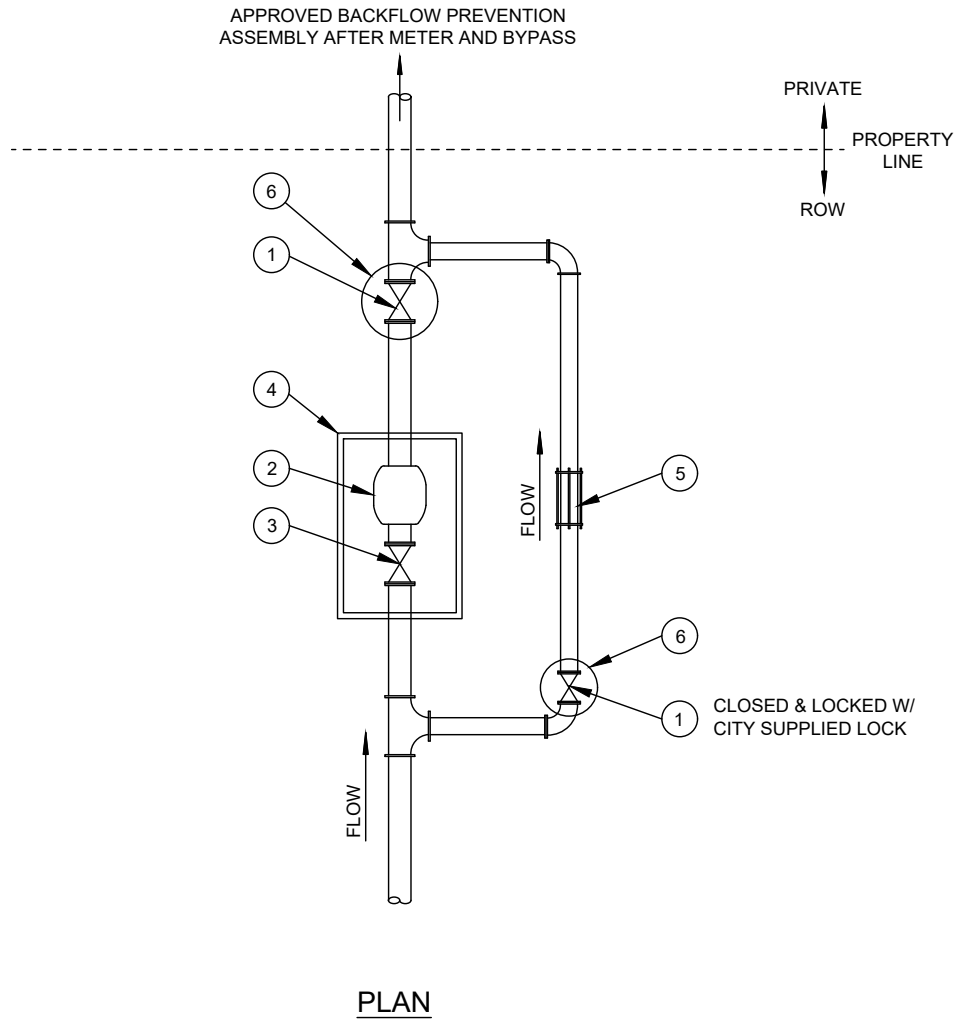 APPROVED BACKFLOW PREVENTION
ASSEMBLY AFTER METER AND BYPASS
PRIVATE
PROPERTY
LINE
ROW
6
1
4
2
3
FLOW
5
6
1
CLOSED & LOCKED W/
CITY SUPPLIED LOCK
FLOW
PLAN